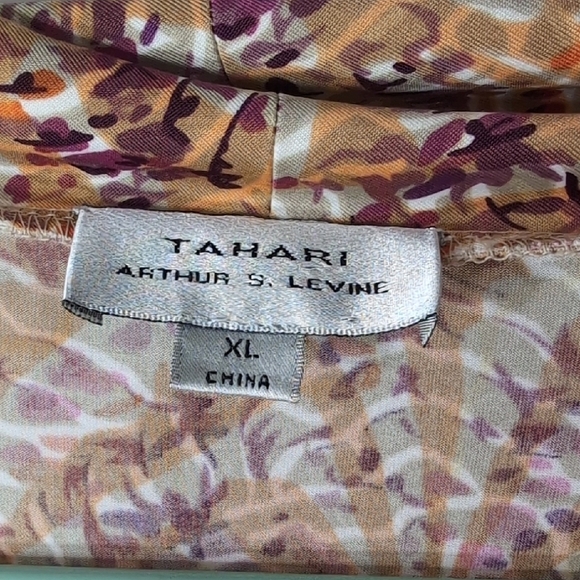 TAHARI
ARTHUR S. LEVINE
XL
CHINA